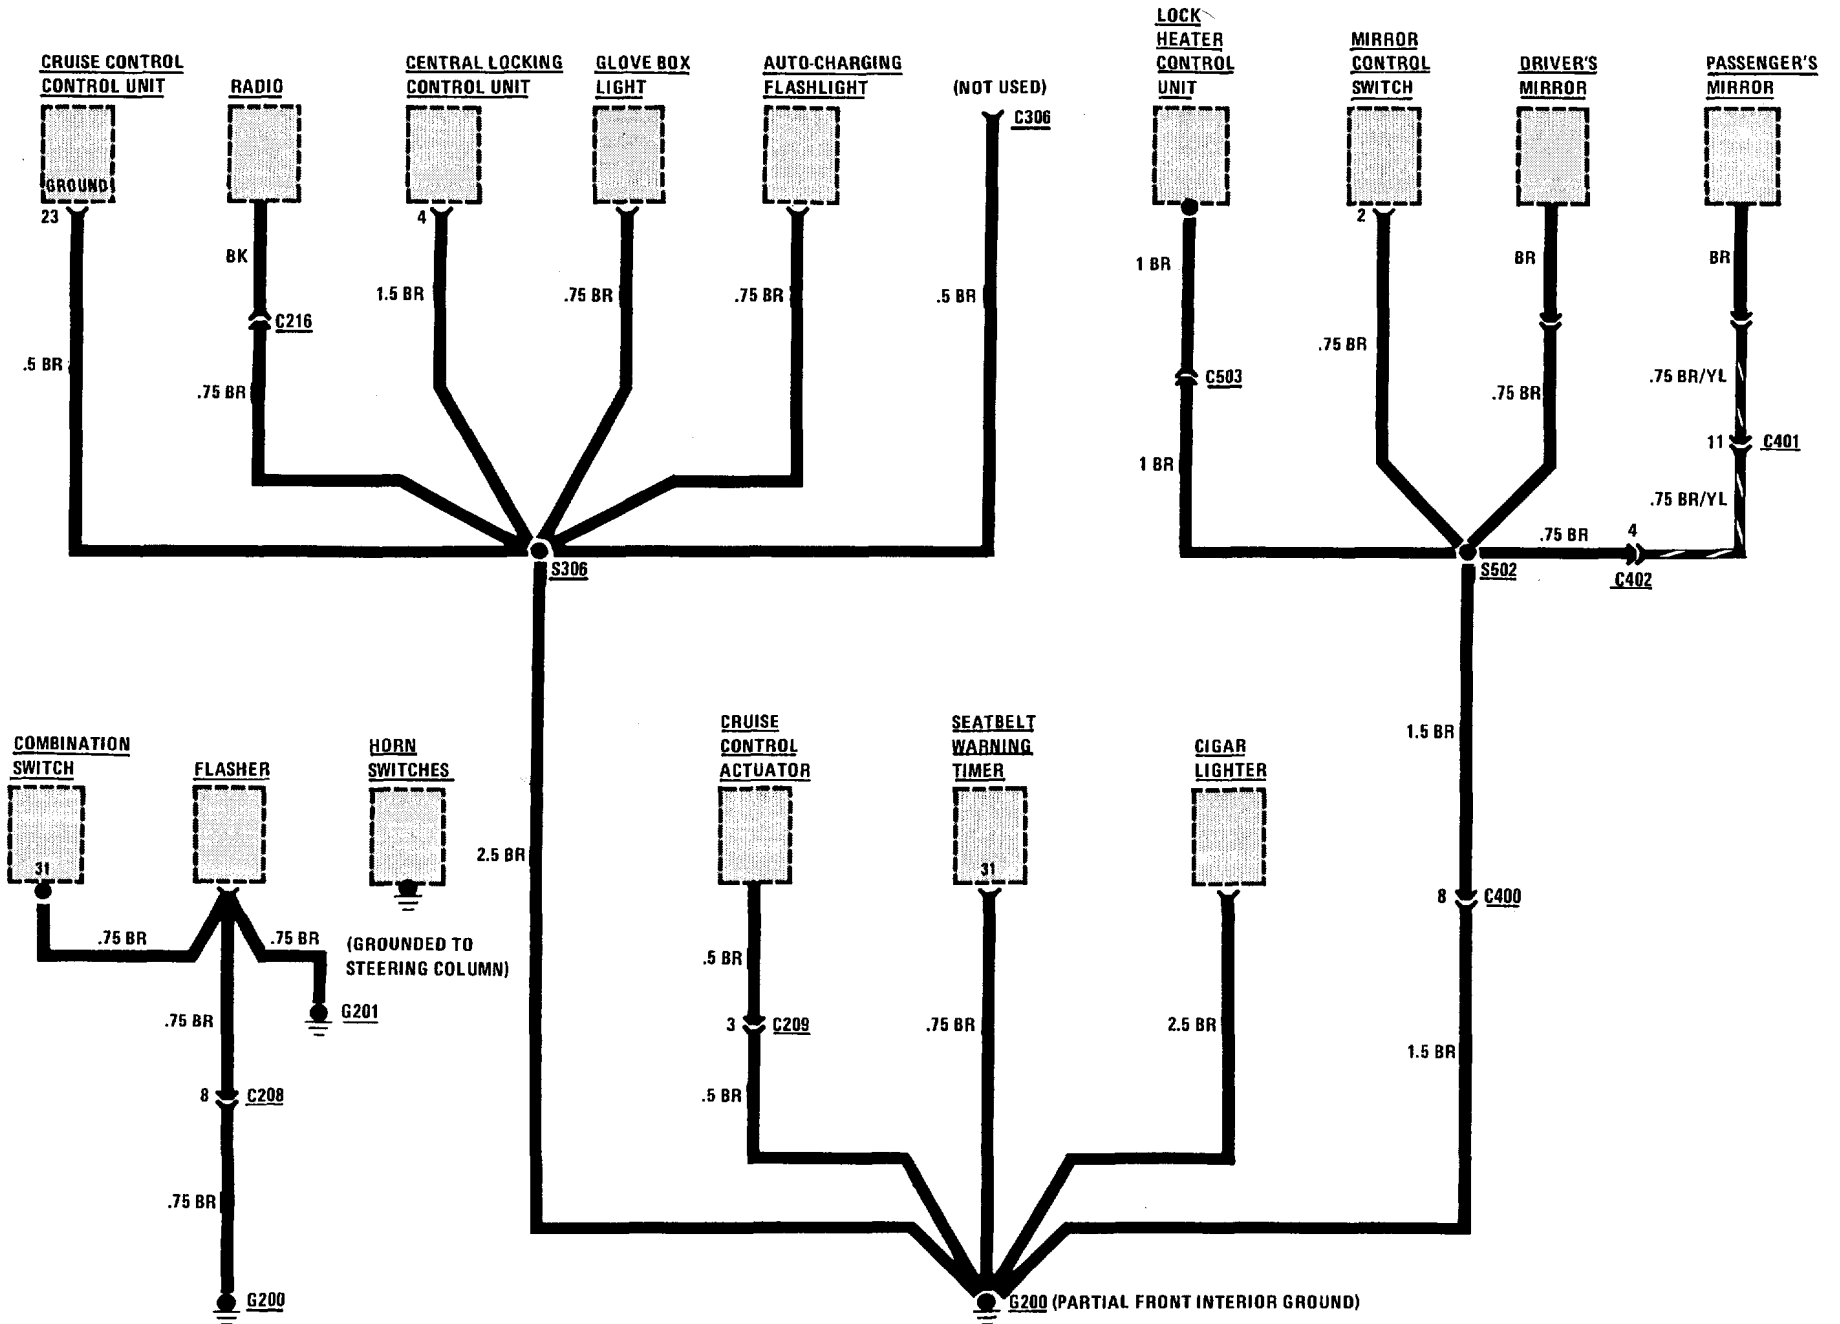 LOCK
HEATER
CONTROL
UNIT
MIRROR
CONTROL
SWITCH
CRUISE CONTROL
CONTROL UNIT
RADIO
CENTRAL LOCKING
CONTROL UNIT
GLOVE BOX
LIGHT
AUTO-CHARGING
FLASHLIGHT
(NOT USED)
C306
DRIVER'S
MIRROR
PASSENGER'S
MIRROR
GROUND
23
4
2
BK
1 BR
BR
BR
1.5 BR
.75 BR
.75 BR
.5 BR
C216
.5 BR
.75 BR
C503
.75 BR
.75 BR
.75 BR/YL
11
C401
1 BR
.75 BR/YL
.75 BR
4
C402
S306
S502
COMBINATION
SWITCH
FLASHER
HORN
SWITCHES
CRUISE
CONTROL
ACTUATOR
SEATBELT
WARNING
TIMER
CIGAR
LIGHTER
1.5 BR
2.5 BR
31
31
8
C400
.75 BR
.75 BR
(GROUNDED TO
STEERING COLUMN)
G201
.5 BR
.75 BR
3
C209
.75 BR
2.5 BR
1.5 BR
8
C208
.5 BR
.75 BR
G200
G200 (PARTIAL FRONT INTERIOR GROUND)